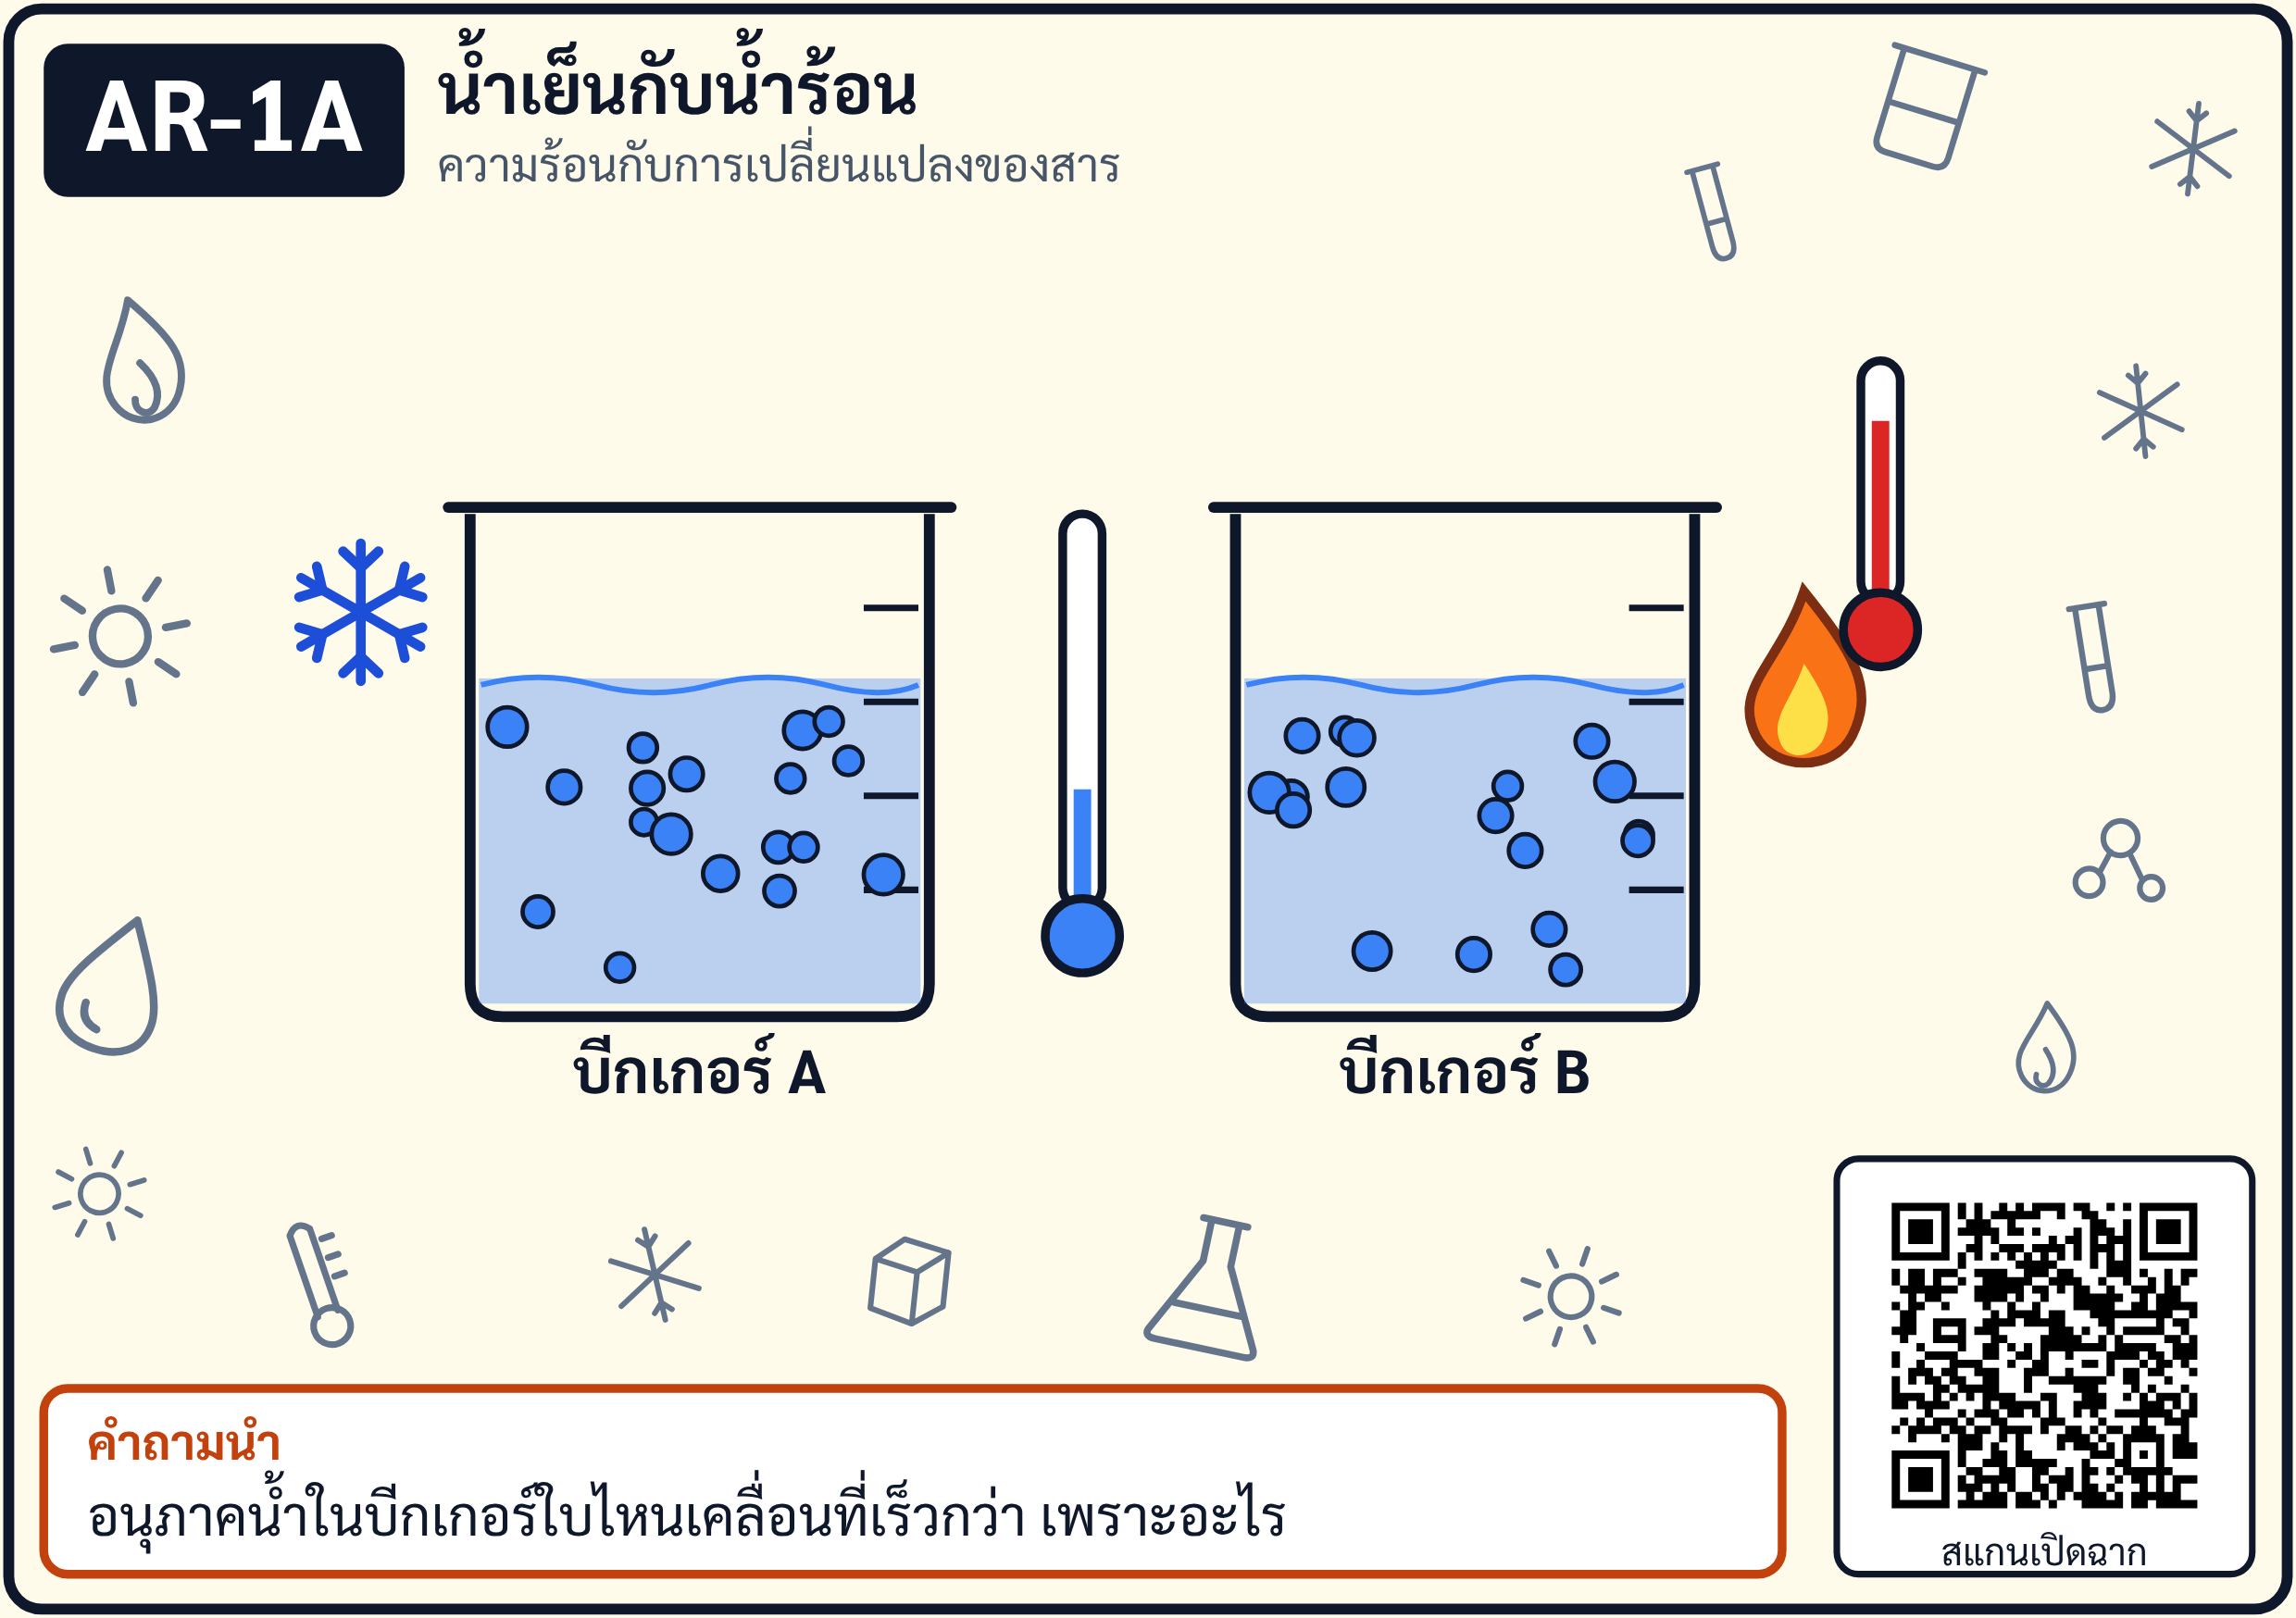 AR-1A
น้ำเย็นกับน้ำร้อน
ความร้อนกับการเปลี่ยนแปลงของสาร
บีกเกอร์ A
บีกเกอร์ B
คำถามนำ
อนุภาคน้ำในบีกเกอร์ใบไหนเคลื่อนที่เร็วกว่า เพราะอะไร
สแกนเปิดฉาก